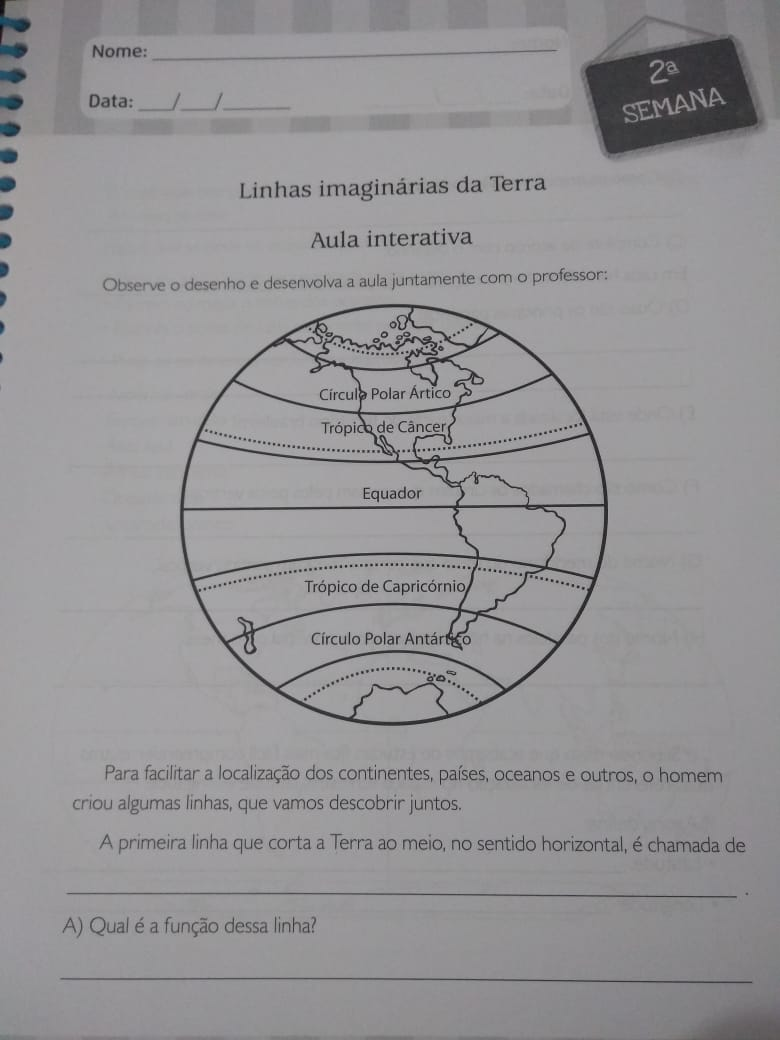 Nome:
2ª
SEMANA
Data: ___/___/______
Linhas imaginárias da Terra
Aula interativa
Observe o desenho e desenvolva a aula juntamente com o professor:
Círculo Polar Ártico
Trópico de Câncer
Equador
Trópico de Capricórnio
Círculo Polar Antártico
Para facilitar a localização dos continentes, países, oceanos e outros, o homem
criou algumas linhas, que vamos descobrir juntos.
A primeira linha que corta a Terra ao meio, no sentido horizontal, é chamada de
.
A) Qual é a função dessa linha?